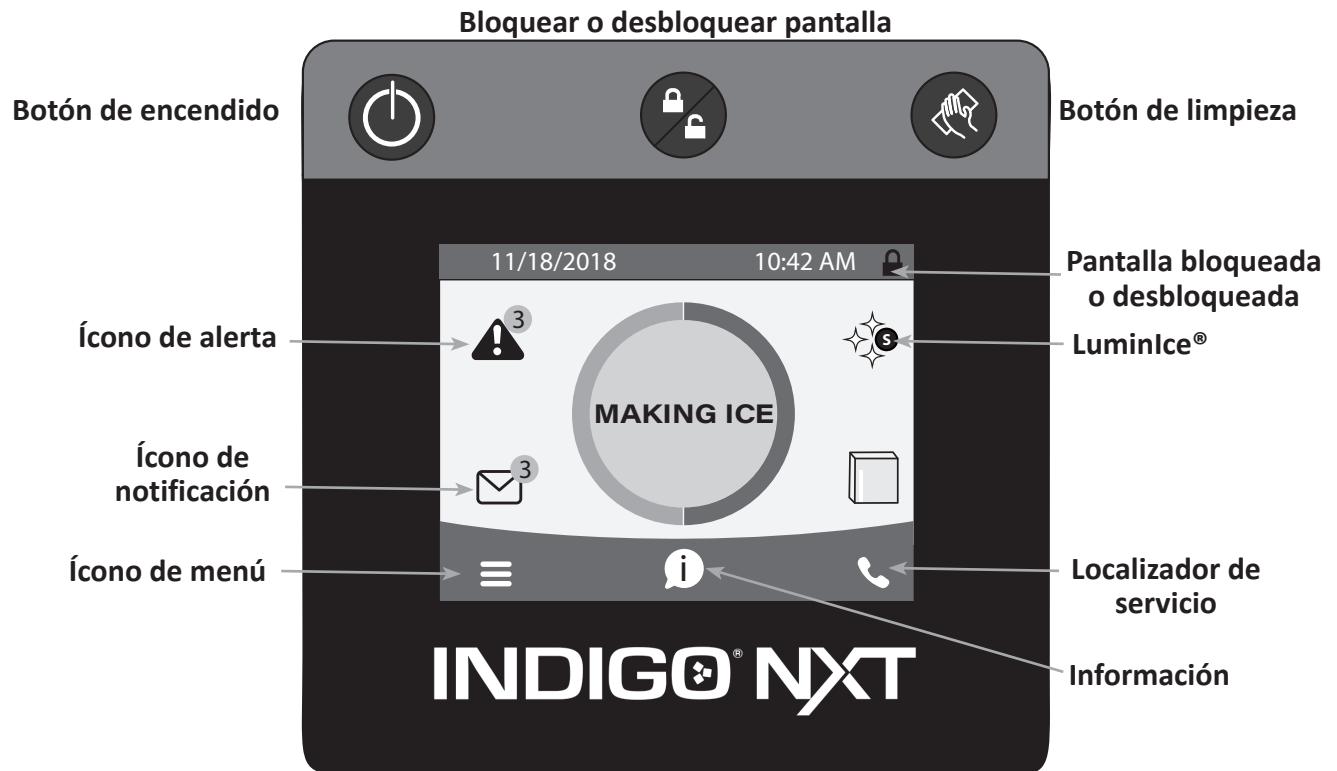 Bloquear o desbloquear pantalla
Botón de encendido
Botón de limpieza
11/18/2018
10:42 AM
Pantalla bloqueada
o desbloqueada
Ícono de alerta
3
S
LuminIce®
MAKING ICE
Ícono de
notificación
3
Ícono de menú
i
Localizador de
servicio
Información
INDIGO® NXT